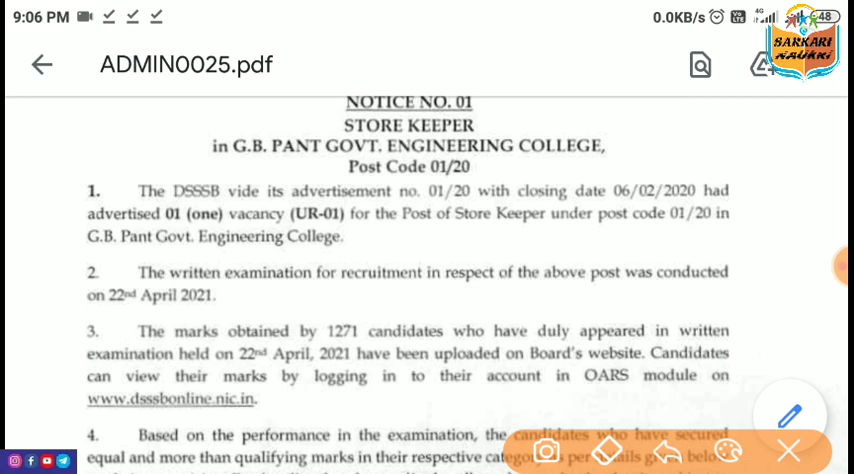 9:06 PM
0.0KB/s
4G
48
SARKARI
NAUKRI
ADMIN0025.pdf
NOTICE NO. 01
STORE KEEPER
in G.B. PANT GOVT. ENGINEERING COLLEGE,
Post Code 01/20
1. The DSSSB vide its advertisement no. 01/20 with closing date 06/02/2020 had
advertised 01 (one) vacancy (UR-01) for the Post of Store Keeper under post code 01/20 in
G.B. Pant Govt. Engineering College.
2. The written examination for recruitment in respect of the above post was conducted
on 22nd April 2021.
3. The marks obtained by 1271 candidates who have duly appeared in written
examination held on 22nd April, 2021 have been uploaded on Board's website. Candidates
can view their marks by logging in to their account in OARS module on
www.dsssbonline.nic.in.
4. Based on the performance in the examination, the candidates who have secured
equal and more than qualifying marks in their respective